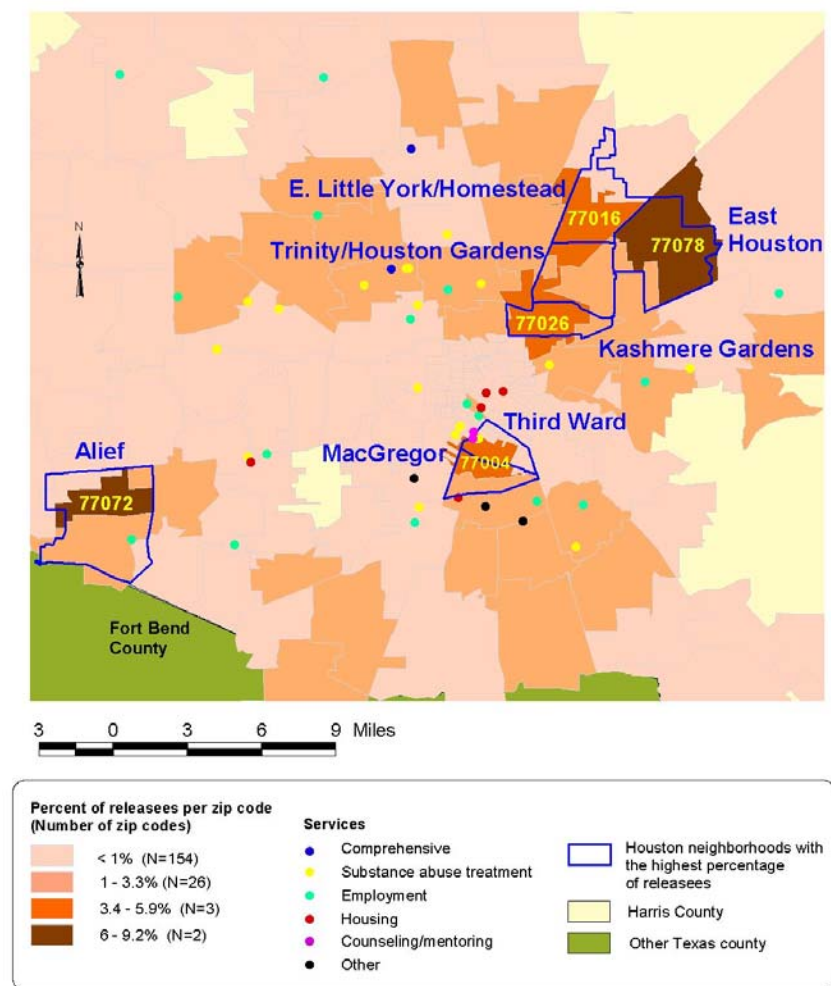 E. Little York/Homestead
77016
East
Houston
77078
Trinity/Houston Gardens
N
77026
Kashmere Gardens
Third Ward
MacGregor
77004
Alief
77072
Fort Bend
County
3 0 3 6 9 Miles
Percent of releasees per zip code
(Number of zip codes)
< 1% (N=154)
1 - 3.3% (N=26)
3.4 - 5.9% (N=3)
6 - 9.2% (N=2)
Services
Comprehensive
Substance abuse treatment
Employment
Housing
Counseling/mentoring
Other
Houston neighborhoods with
the highest percentage
of releasees
Harris County
Other Texas county